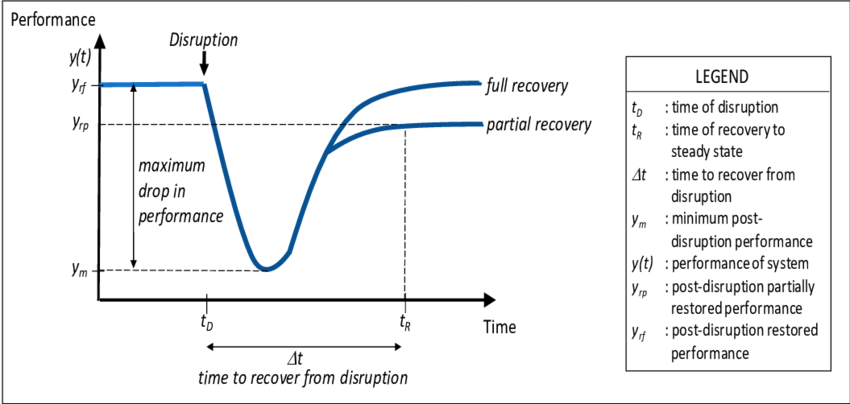 Performance
y(t)
Disruption
y_rf
full recovery
y_rp
partial recovery
maximum
drop in
performance
y_m
t_D
t_R
Time
Δt
time to recover from disruption
LEGEND
t_D : time of disruption
t_R : time of recovery to
steady state
Δt : time to recover from
disruption
y_m : minimum post-
disruption performance
y(t) : performance of system
y_rp : post-disruption partially
restored performance
y_rf : post-disruption restored
performance